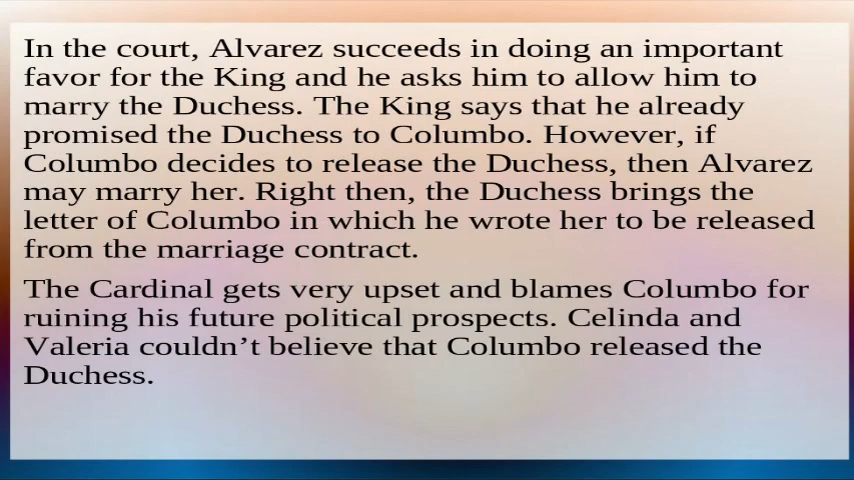 In the court, Alvarez succeeds in doing an important
favor for the King and he asks him to allow him to
marry the Duchess. The King says that he already
promised the Duchess to Columbo. However, if
Columbo decides to release the Duchess, then Alvarez
may marry her. Right then, the Duchess brings the
letter of Columbo in which he wrote her to be released
from the marriage contract.
The Cardinal gets very upset and blames Columbo for
ruining his future political prospects. Celinda and
Valeria couldn’t believe that Columbo released the
Duchess.